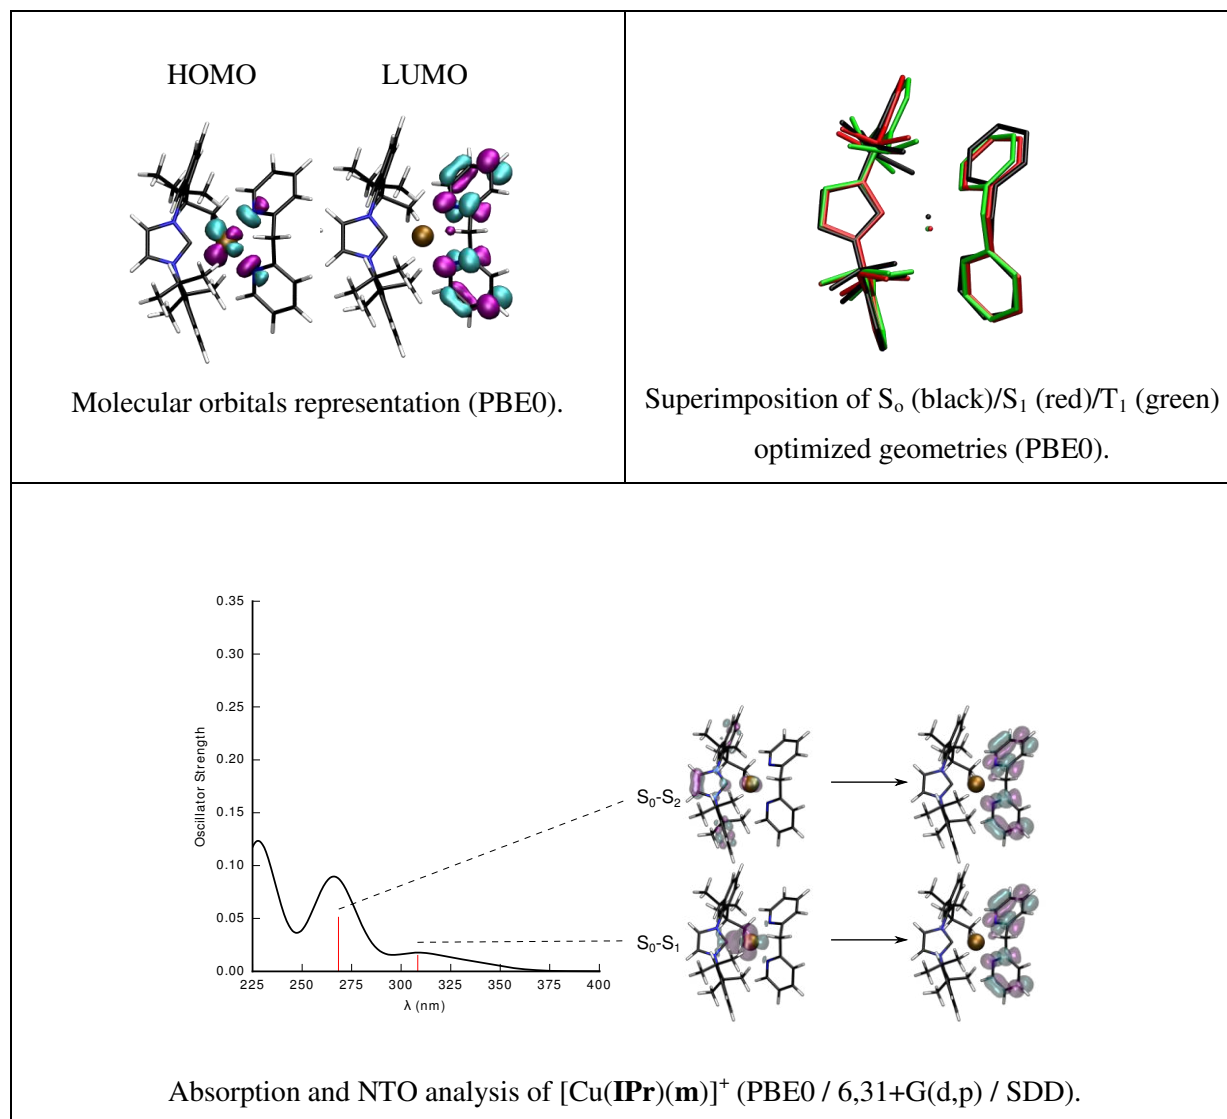 HOMO LUMO
Molecular orbitals representation (PBE0).
Superimposition of Sₒ (black)/S₁ (red)/T₁ (green)
optimized geometries (PBE0).
0.35
0.30
0.25
0.20
0.15
0.10
0.05
0.00
Oscillator Strength
225 250 275 300 325 350 375 400
λ (nm)
S₀-S₂
S₀-S₁
Absorption and NTO analysis of [Cu(IPr)(m)]⁺ (PBE0 / 6,31+G(d,p) / SDD).